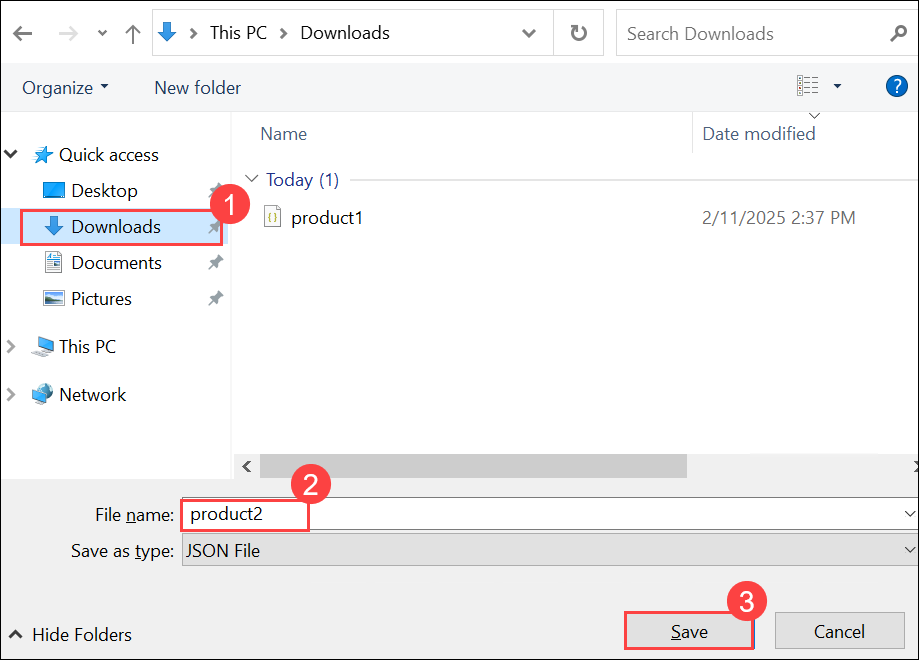 This PC > Downloads
Search Downloads
Organize
New folder
?
Name
Date modified
Quick access
Desktop
1
Downloads
Documents
Pictures
This PC
Network
Today (1)
{} product1 2/11/2025 2:37 PM
2
File name: product2
Save as type: JSON File
3
Hide Folders
Save
Cancel